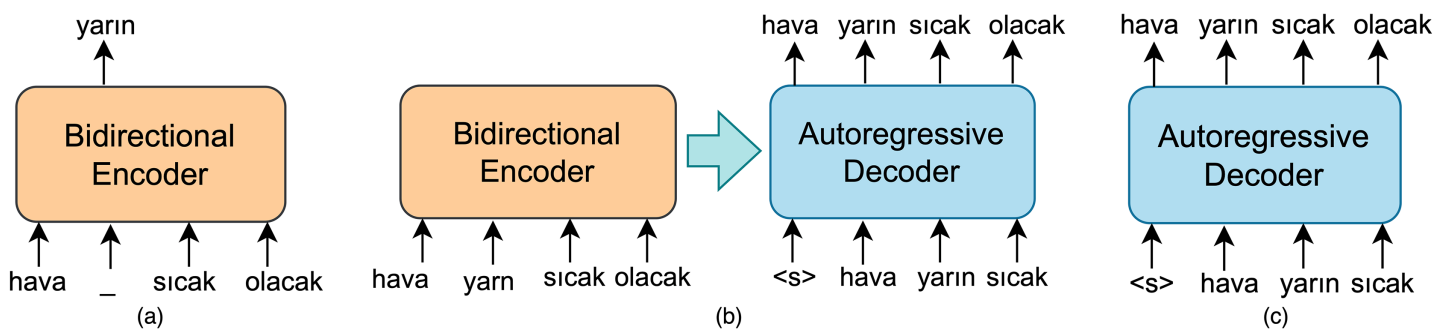 yarın
Bidirectional
Encoder
hava _ sıcak olacak
(a)
hava yarın sıcak olacak
Bidirectional
Encoder
Autoregressive
Decoder
hava yarn sıcak olacak
<s> hava yarın sıcak
(b)
hava yarın sıcak olacak
Autoregressive
Decoder
<s> hava yarın sıcak
(c)